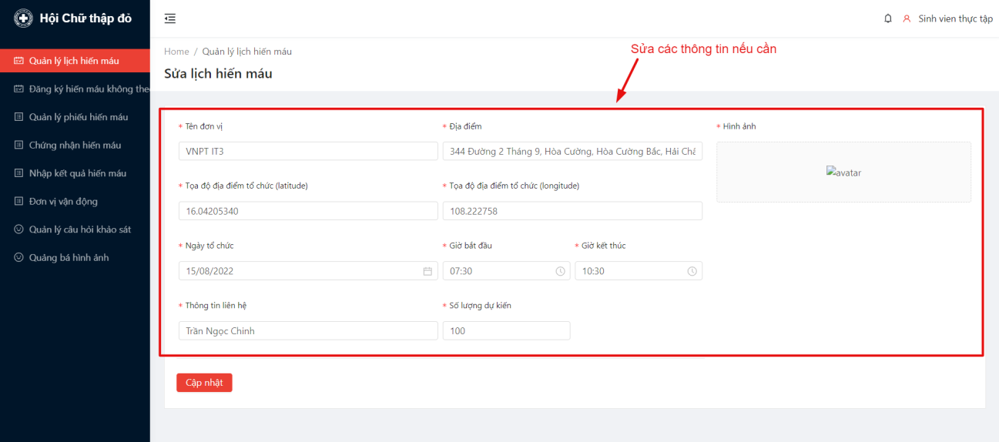 Hội Chữ thập đỏ
Sinh vien thực tập
Home / Quản lý lịch hiến máu
Sửa các thông tin nếu cần
Sửa lịch hiến máu
Quản lý lịch hiến máu
Đăng ký hiến máu không the
Quản lý phiếu hiến máu
Chứng nhận hiến máu
Nhập kết quả hiến máu
Đơn vị vận động
Quản lý câu hỏi khảo sát
Quảng bá hình ảnh
* Tên đơn vị
* Địa điểm
* Hình ảnh
VNPT IT3
344 Đường 2 Tháng 9, Hòa Cường, Hòa Cường Bắc, Hải Châ
avatar
* Tọa độ địa điểm tổ chức (latitude)
* Tọa độ địa điểm tổ chức (longitude)
16.04205340
108.222758
* Ngày tổ chức
* Giờ bắt đầu
* Giờ kết thúc
15/08/2022
07:30
10:30
* Thông tin liên hệ
* Số lượng dự kiến
Trần Ngọc Chinh
100
Cập nhật